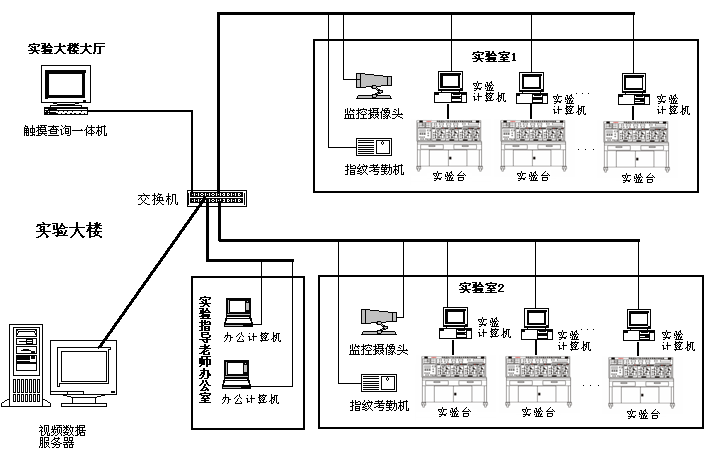 实验大楼大厅
触摸查询一体机
交换机
实验大楼
视频数据
服务器
实验室1
监控摄像头
指纹考勤机
实验
计算机
实验
计算机
实验
计算机
实验台
实验台
实验台
实验指导老师办公室
办公计算机
办公计算机
实验室2
监控摄像头
指纹考勤机
实验
计算机
实验
计算机
实验
计算机
实验台
实验台
实验台